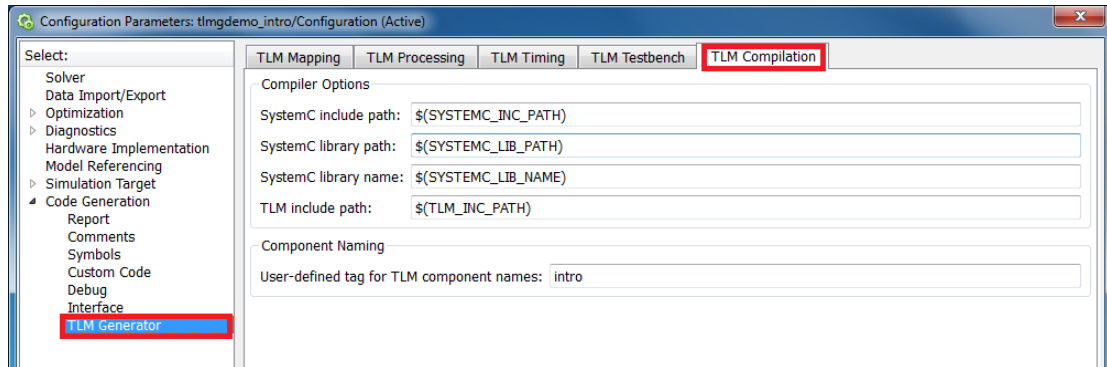 Configuration Parameters: tlmgdemo_intro/Configuration (Active)
Select:
Solver
Data Import/Export
Optimization
Diagnostics
Hardware Implementation
Model Referencing
Simulation Target
Code Generation
Report
Comments
Symbols
Custom Code
Debug
Interface
TLM Generator
TLM Mapping TLM Processing TLM Timing TLM Testbench TLM Compilation
Compiler Options
SystemC include path: $(SYSTEMC_INC_PATH)
SystemC library path: $(SYSTEMC_LIB_PATH)
SystemC library name: $(SYSTEMC_LIB_NAME)
TLM include path: $(TLM_INC_PATH)
Component Naming
User-defined tag for TLM component names: intro